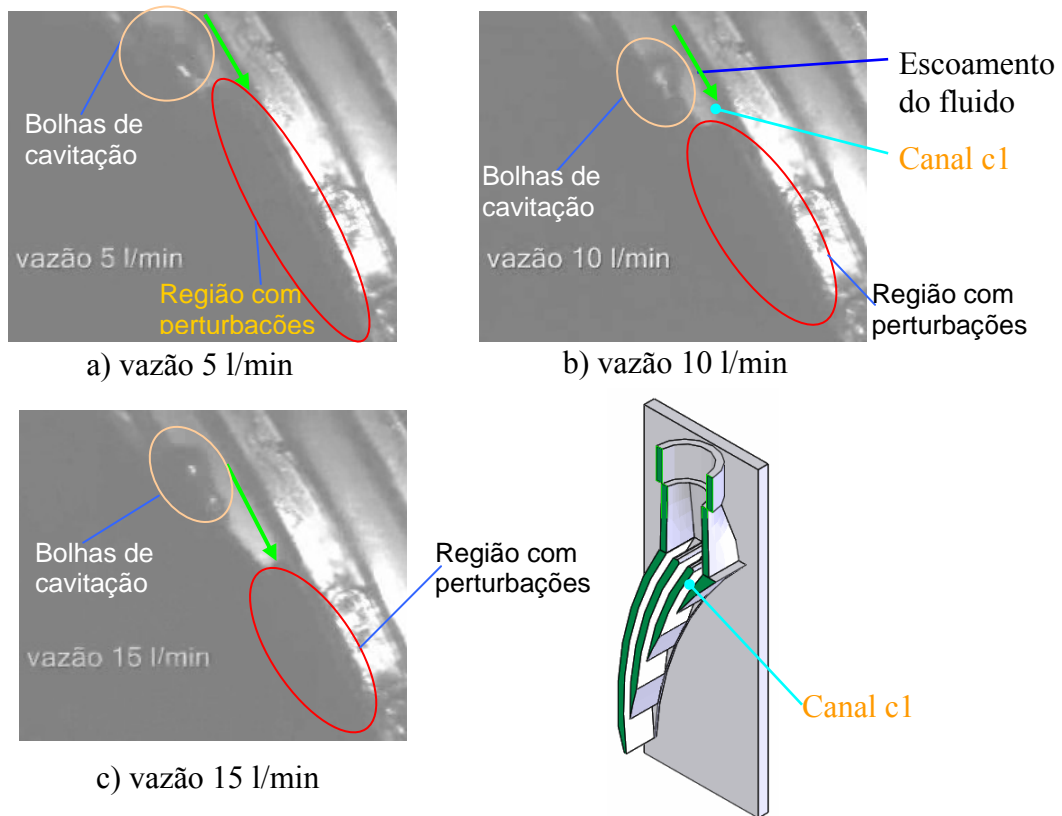 Bolhas de
cavitação
vazão 5 l/min
Região com
perturbações
a) vazão 5 l/min
Escoamento
do fluido
Canal c1
Bolhas de
cavitação
vazão 10 l/min
Região com
perturbações
b) vazão 10 l/min
Bolhas de
cavitação
vazão 15 l/min
Região com
perturbações
c) vazão 15 l/min
Canal c1